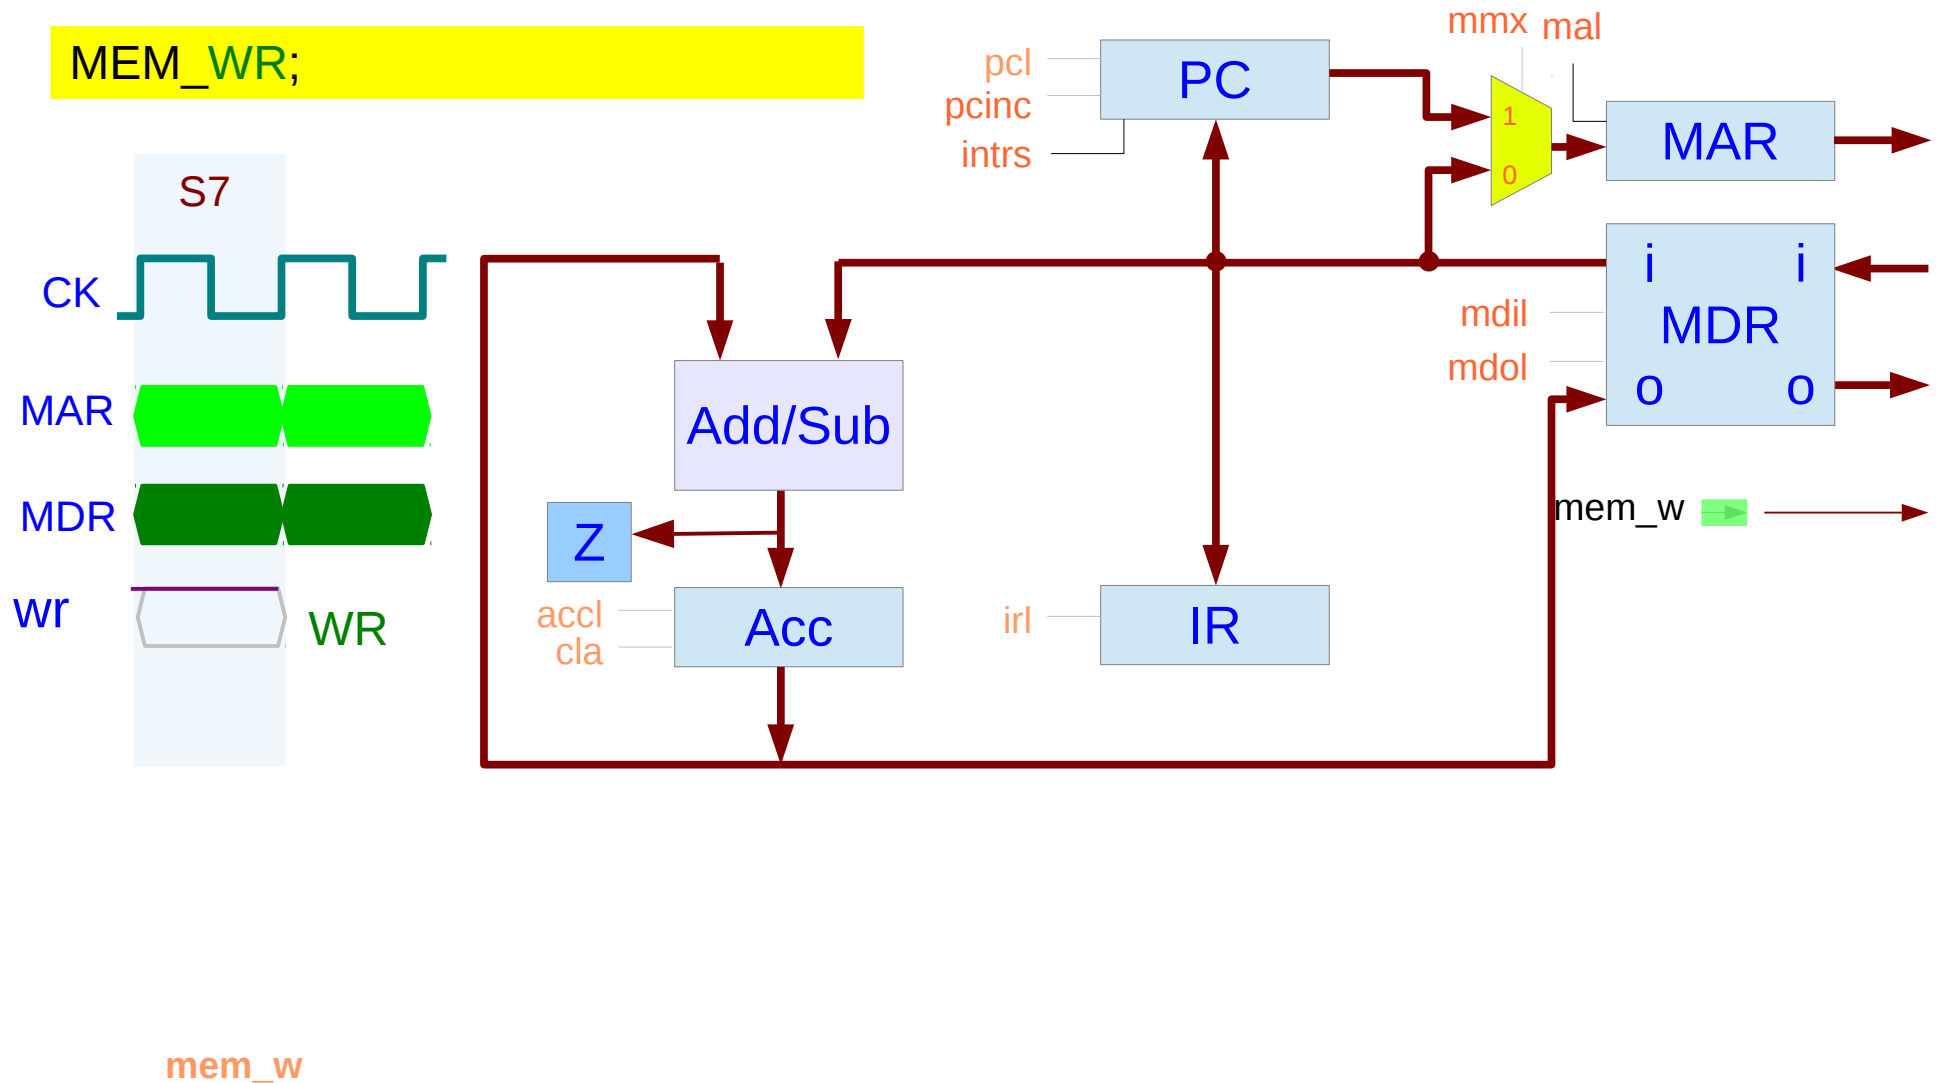 MEM_WR;
S7
CK
MAR
MDR
wr
WR
pcl
pcinc
intrs
PC
mmx
mal
1
0
MAR
i
i
MDR
o
o
mdil
mdol
Add/Sub
Z
accl
cla
Acc
irl
IR
mem_w
mem_w